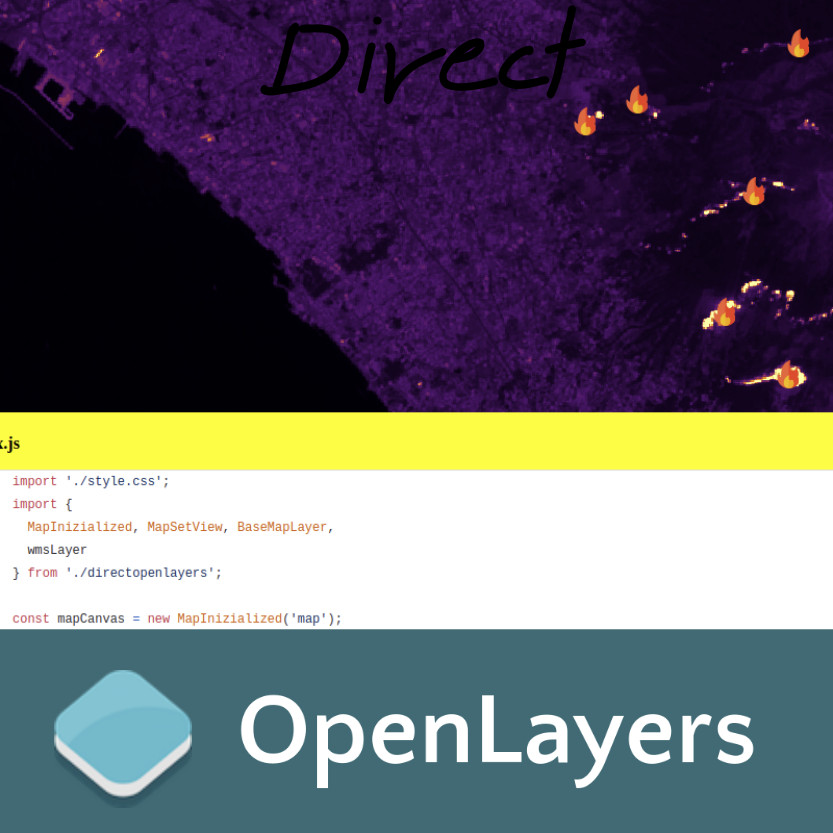 Direct
x.js
import './style.css';
import {
MapInizialized, MapSetView, BaseMapLayer,
wmsLayer
} from './directopenlayers';
const mapCanvas = new MapInizialized('map');
OpenLayers